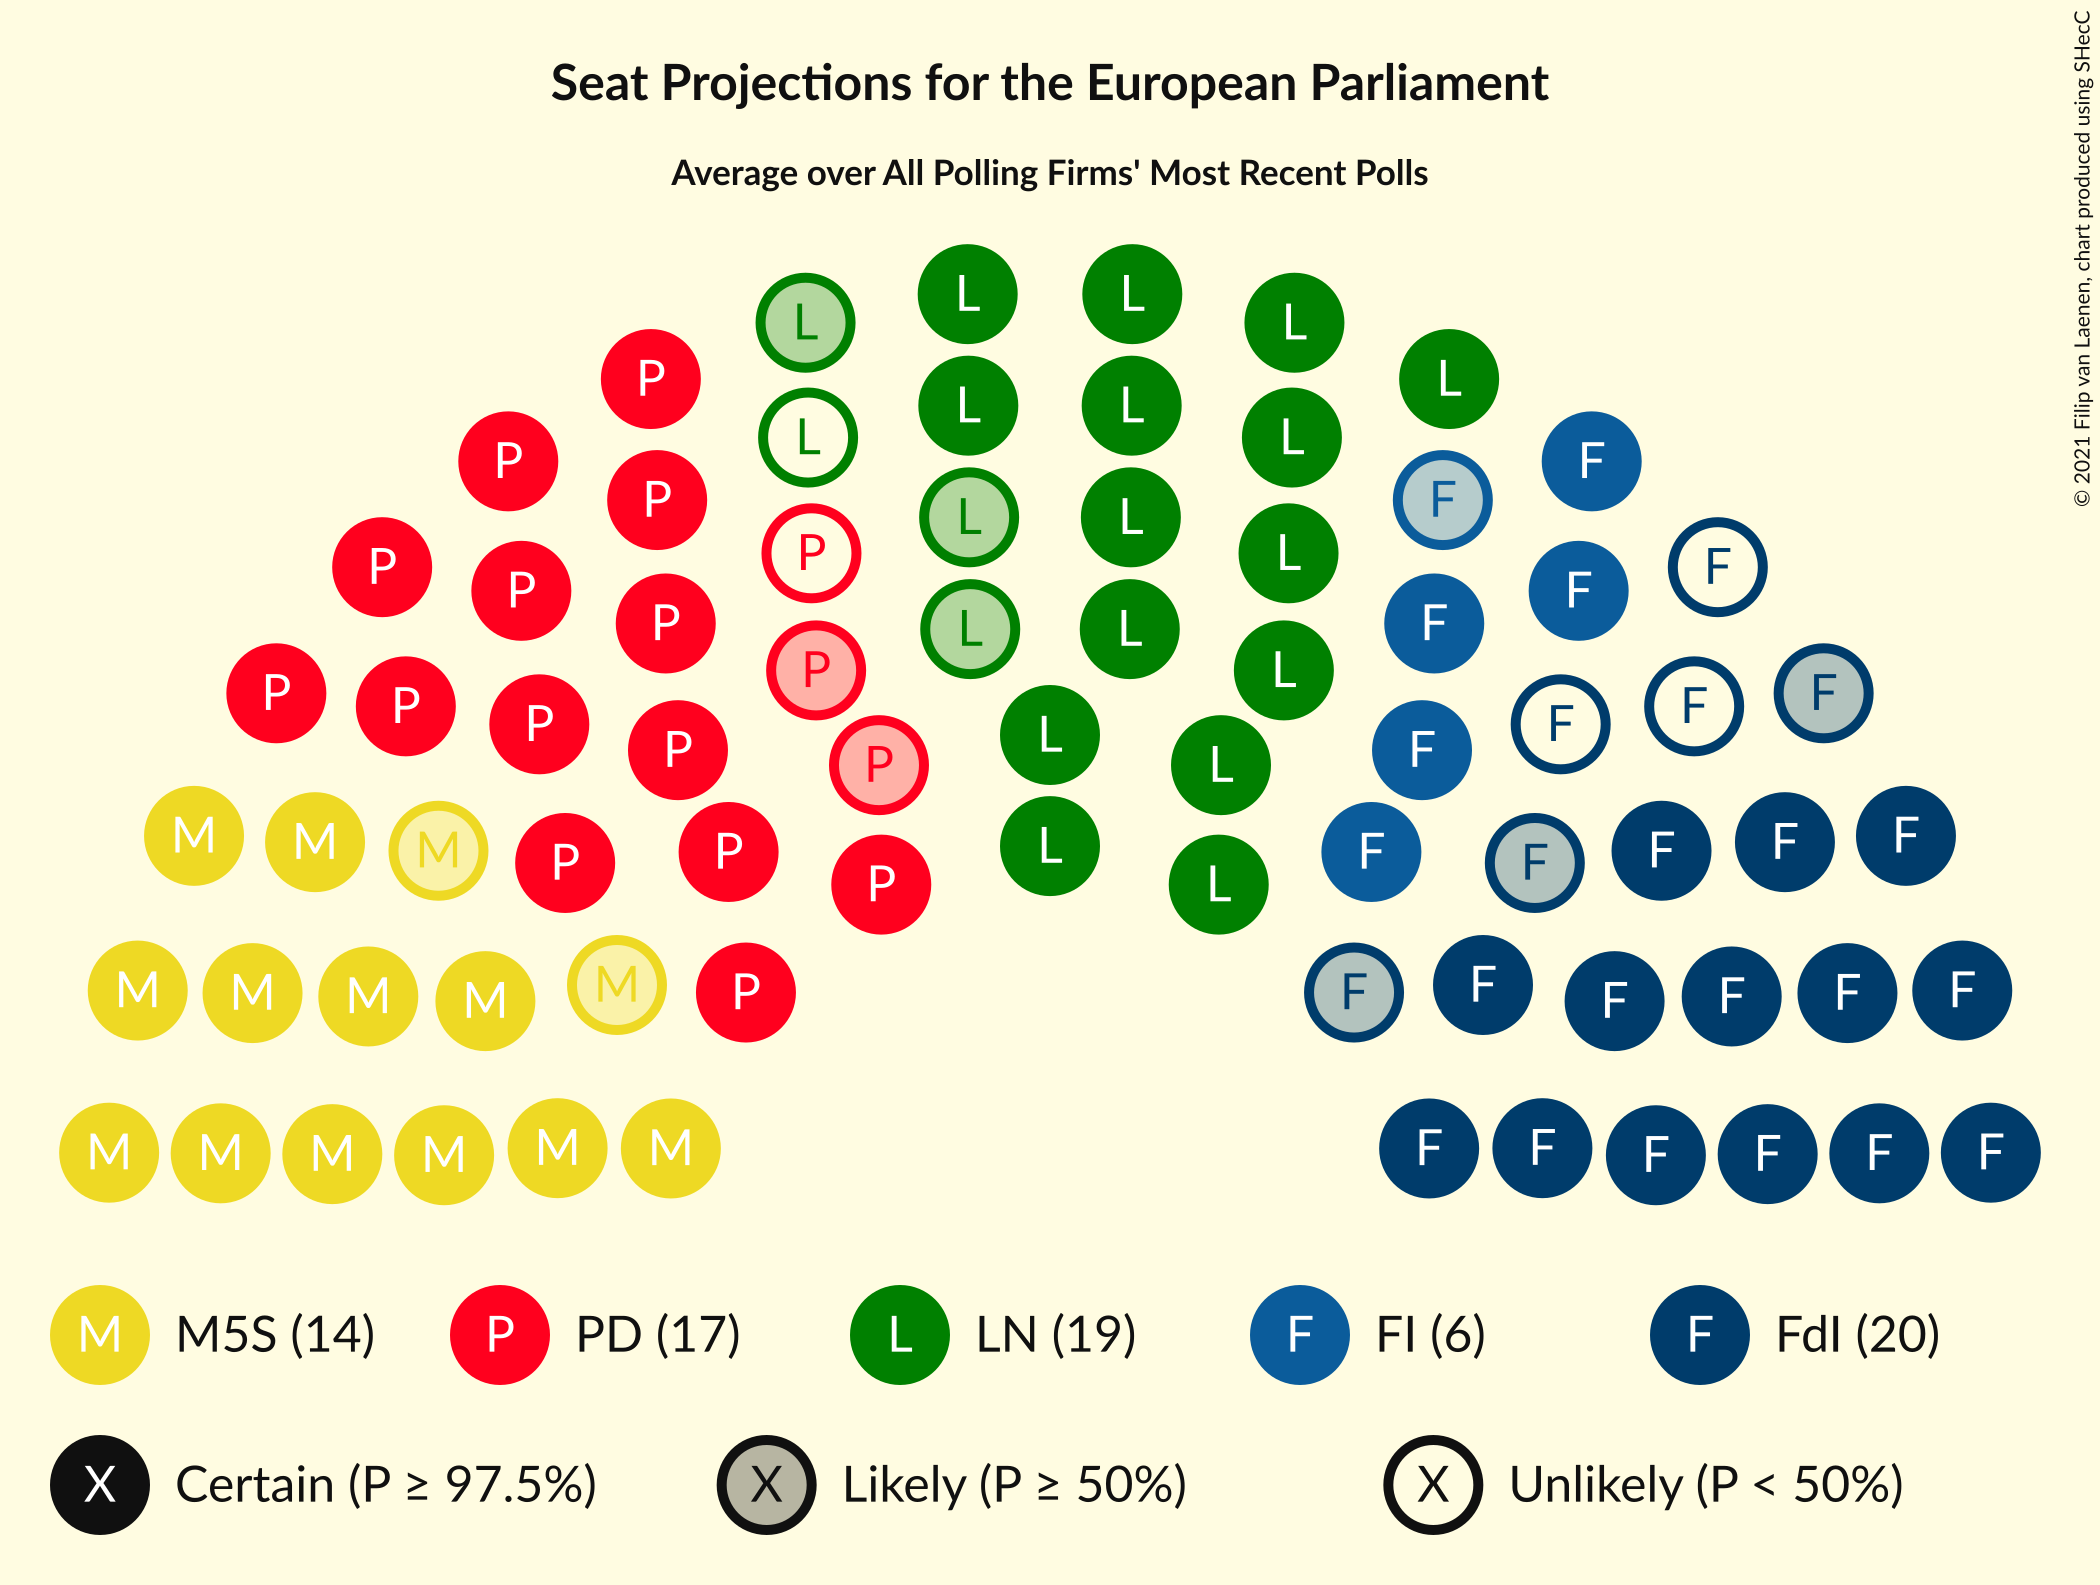 Seat Projections for the European Parliament
Average over All Polling Firms' Most Recent Polls
© 2021 Filip van Laenen, chart produced using SHecC
L L
L L
P L
L L
L L L
P F
P L F
P P L L
P F F
P P F F
P L L
P L
P P F
P P F F
P F
P L
P L
M M M M
P P F
L F F F F
P L
M M M M M
P F F F
F F F
M M M M M M
F F F F F F
M M5S (14) P PD (17) L LN (19) F FI (6) F FdI (20)
X Certain (P ≥ 97.5%) X Likely (P ≥ 50%) X Unlikely (P < 50%)